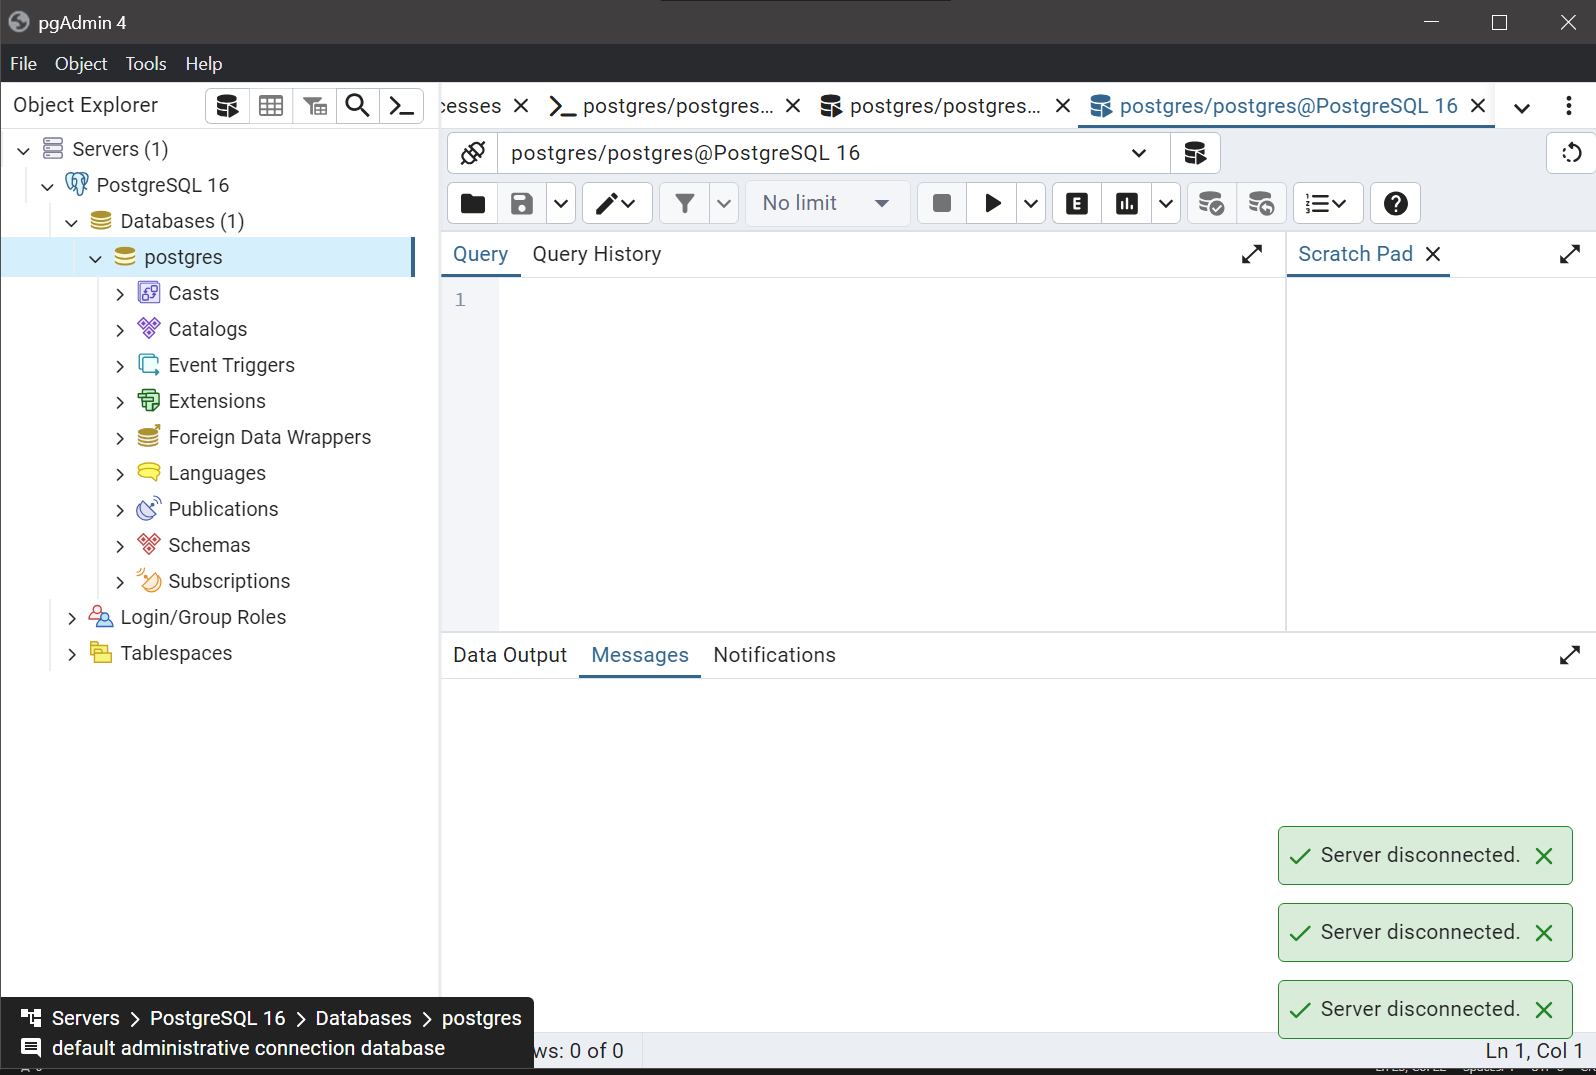 pgAdmin 4
File Object Tools Help
Object Explorer
cesses
postgres/postgres...
postgres/postgres...
postgres/postgres@PostgreSQL 16
Servers (1)
PostgreSQL 16
Databases (1)
postgres
Casts
Catalogs
Event Triggers
Extensions
Foreign Data Wrappers
Languages
Publications
Schemas
Subscriptions
Login/Group Roles
Tablespaces
postgres/postgres@PostgreSQL 16
No limit
E
Query Query History
Scratch Pad
1
Data Output Messages Notifications
Server disconnected.
Server disconnected.
Server disconnected.
Servers > PostgreSQL 16 > Databases > postgres
default administrative connection database
ws: 0 of 0
Ln 1, Col 1